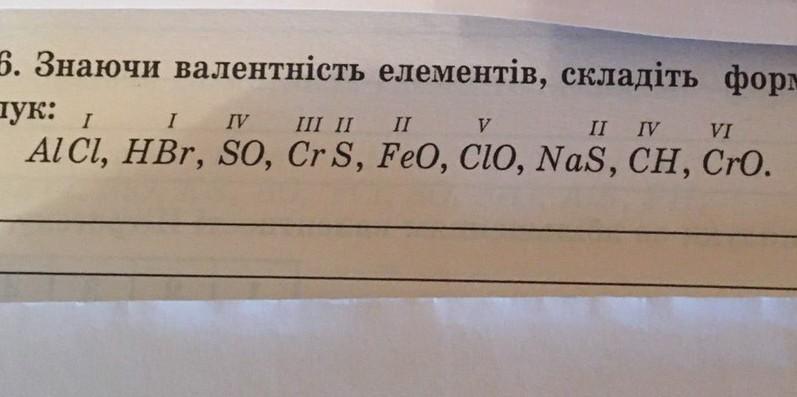 6. Знаючи валентність елементів, складіть форм
лук:
I I IV III II II V II IV VI
AlCl, HBr, SO, CrS, FeO, ClO, NaS, CH, CrO.